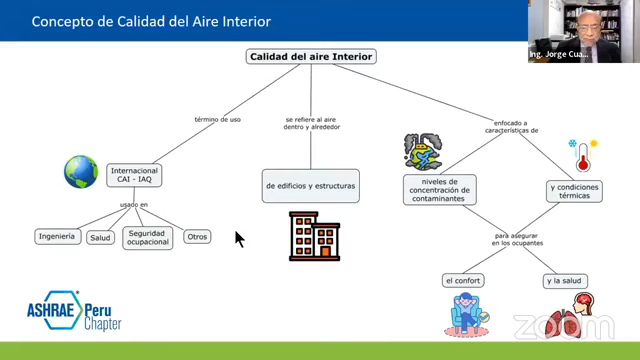 Concepto de Calidad del Aire Interior
Ing. Jorge Cua...
Calidad del aire Interior
término de uso
se refiere al aire
dentro y alrededor
enfocado a
características de
Internacional
CAI - IAQ
de edificios y estructuras
niveles de
concentración de
contaminantes
y condiciones
térmicas
usado en
Ingeniería
Salud
Seguridad
ocupacional
Otros
para asegurar
en los ocupantes
el confort
y la salud
ASHRAE Peru
Chapter
zoom